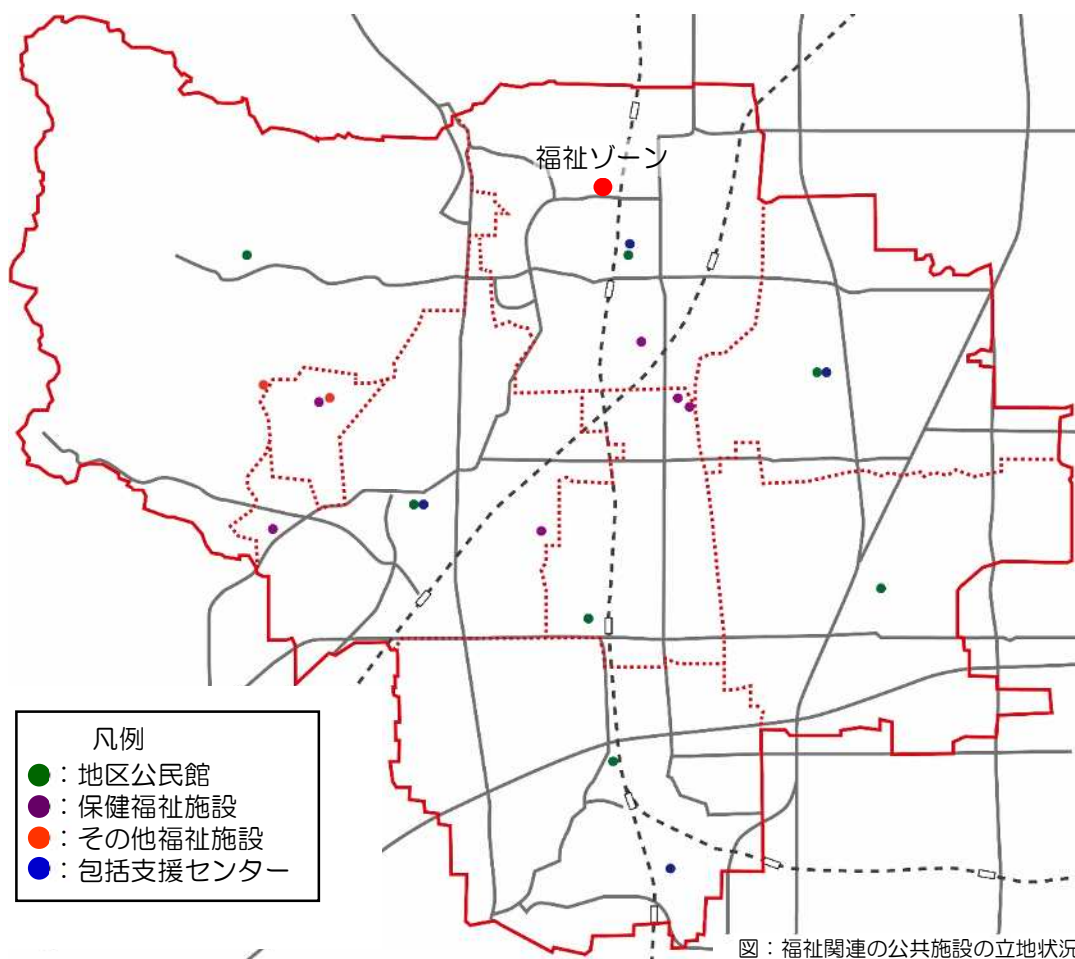 福祉ゾーン
凡例
：地区公民館
：保健福祉施設
：その他福祉施設
：包括支援センター
図：福祉関連の公共施設の立地状況